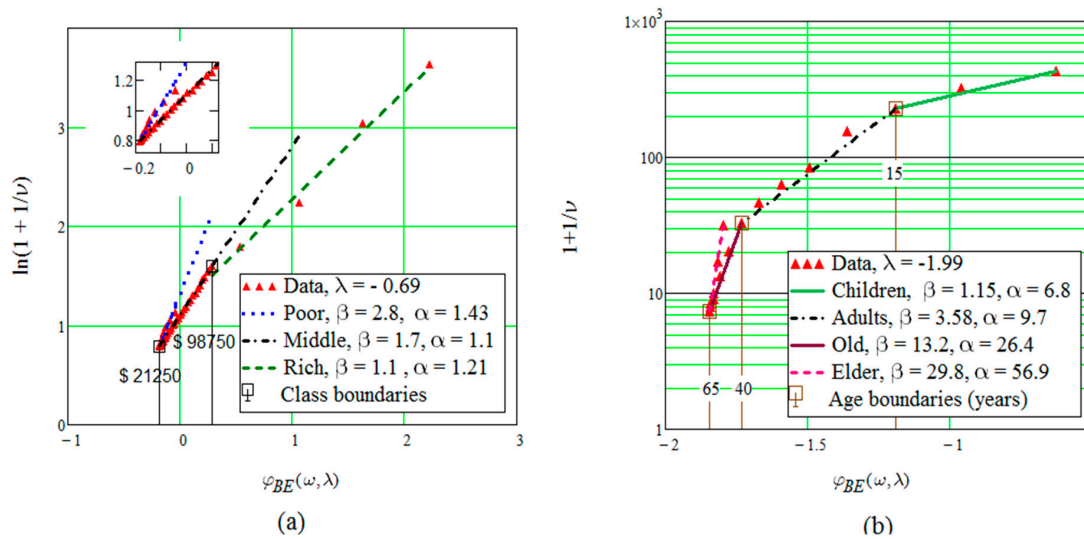 (a)
ln(1 + 1/ν)
3
2
1
0
−1
0
1
2
3
φBE(ω,λ)
1.2
1
0.8
−0.2
0
$ 98750
$ 21250
Data, λ = - 0.69
Poor, β = 2.8, α = 1.43
Middle, β = 1.7, α = 1.1
Rich, β = 1.1 , α = 1.21
Class boundaries
(a)
1+1/ν
1×10³
100
10
1
−2
−1.5
−1
φBE(ω,λ)
15
65
40
Data, λ = -1.99
Children, β = 1.15, α = 6.8
Adults, β = 3.58, α = 9.7
Old, β = 13.2, α = 26.4
Elder, β = 29.8, α = 56.9
Age boundaries (years)
(b)